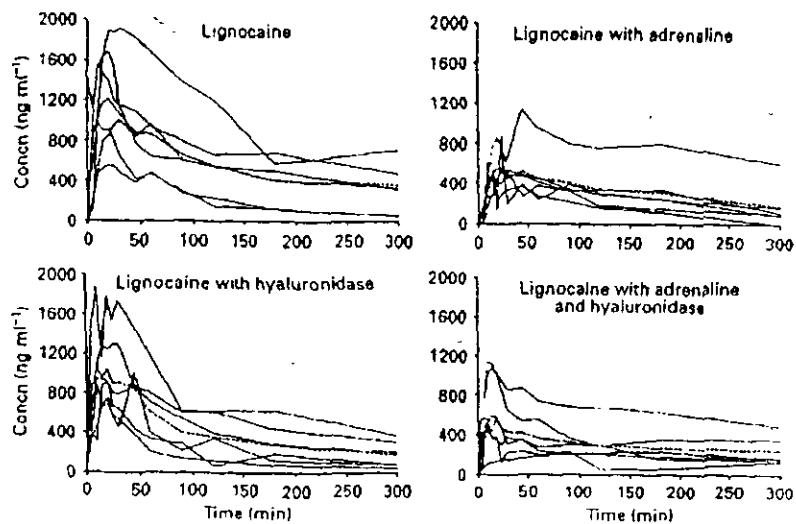 Lignocaine
Concn (ng ml⁻¹)
2000
1600
1200
800
400
0
0 50 100 150 200 250 300
Lignocaine with adrenaline
2000
1600
1200
800
400
0
0 50 100 150 200 250 300
Lignocaine with hyaluronidase
Concn (ng ml⁻¹)
2000
1600
1200
800
400
0
0 50 100 150 200 250 300
Time (min)
Lignocaine with adrenaline
and hyaluronidase
2000
1600
1200
800
400
0
0 50 100 150 200 250 300
Time (min)